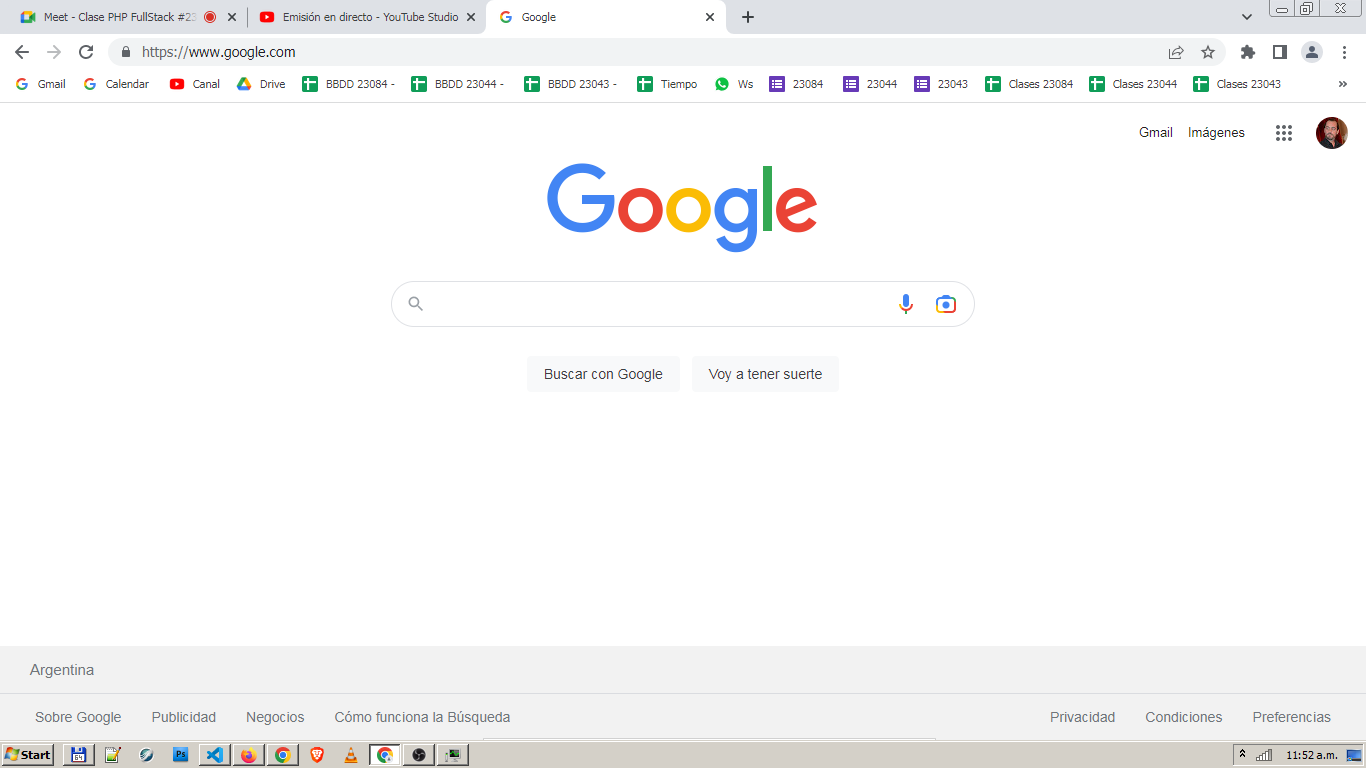 Meet - Clase PHP FullStack #23
Emisión en directo - YouTube Studio
Google
https://www.google.com
Gmail
Calendar
Canal
Drive
BBDD 23084 -
BBDD 23044 -
BBDD 23043 -
Tiempo
Ws
23084
23044
23043
Clases 23084
Clases 23044
Clases 23043
»
Gmail Imágenes
Google
Buscar con Google Voy a tener suerte
Argentina
Sobre Google Publicidad Negocios Cómo funciona la Búsqueda Privacidad Condiciones Preferencias
Start
64
Ps
11:52 a.m.